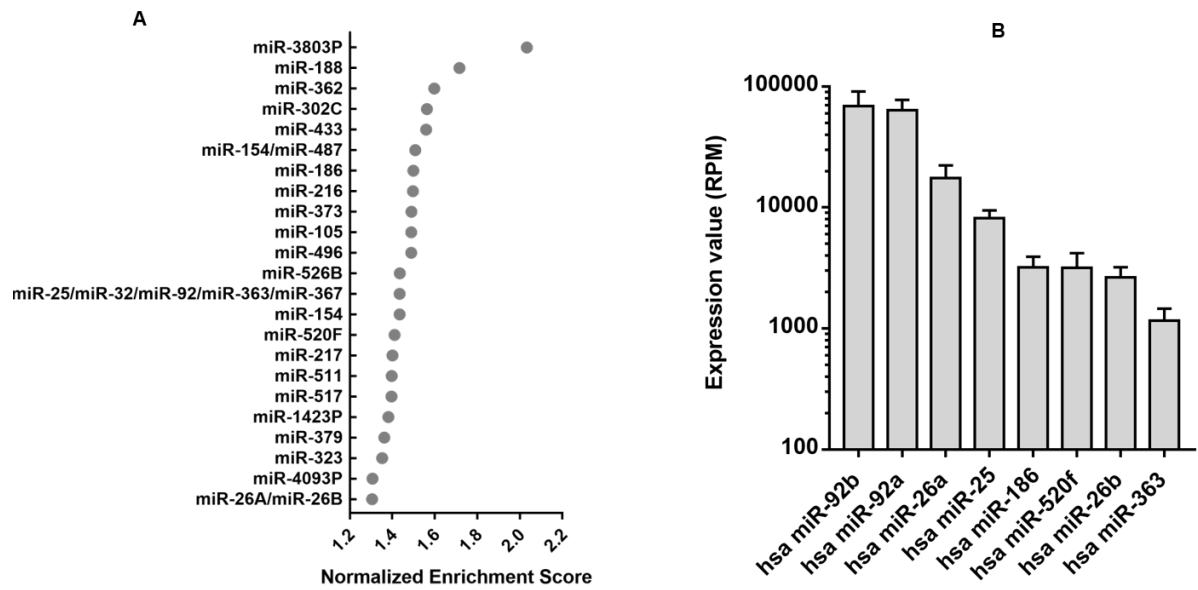 A
miR-3803P
miR-188
miR-362
miR-302C
miR-433
miR-154/miR-487
miR-186
miR-216
miR-373
miR-105
miR-496
miR-526B
miR-25/miR-32/miR-92/miR-363/miR-367
miR-154
miR-520F
miR-217
miR-511
miR-517
miR-1423P
miR-379
miR-323
miR-4093P
miR-26A/miR-26B
1.2
1.4
1.6
1.8
2.0
2.2
Normalized Enrichment Score
B
Expression value (RPM)
100000
10000
1000
100
hsa miR-92b
hsa miR-92a
hsa miR-26a
hsa miR-25
hsa miR-186
hsa miR-520f
hsa miR-26b
hsa miR-363